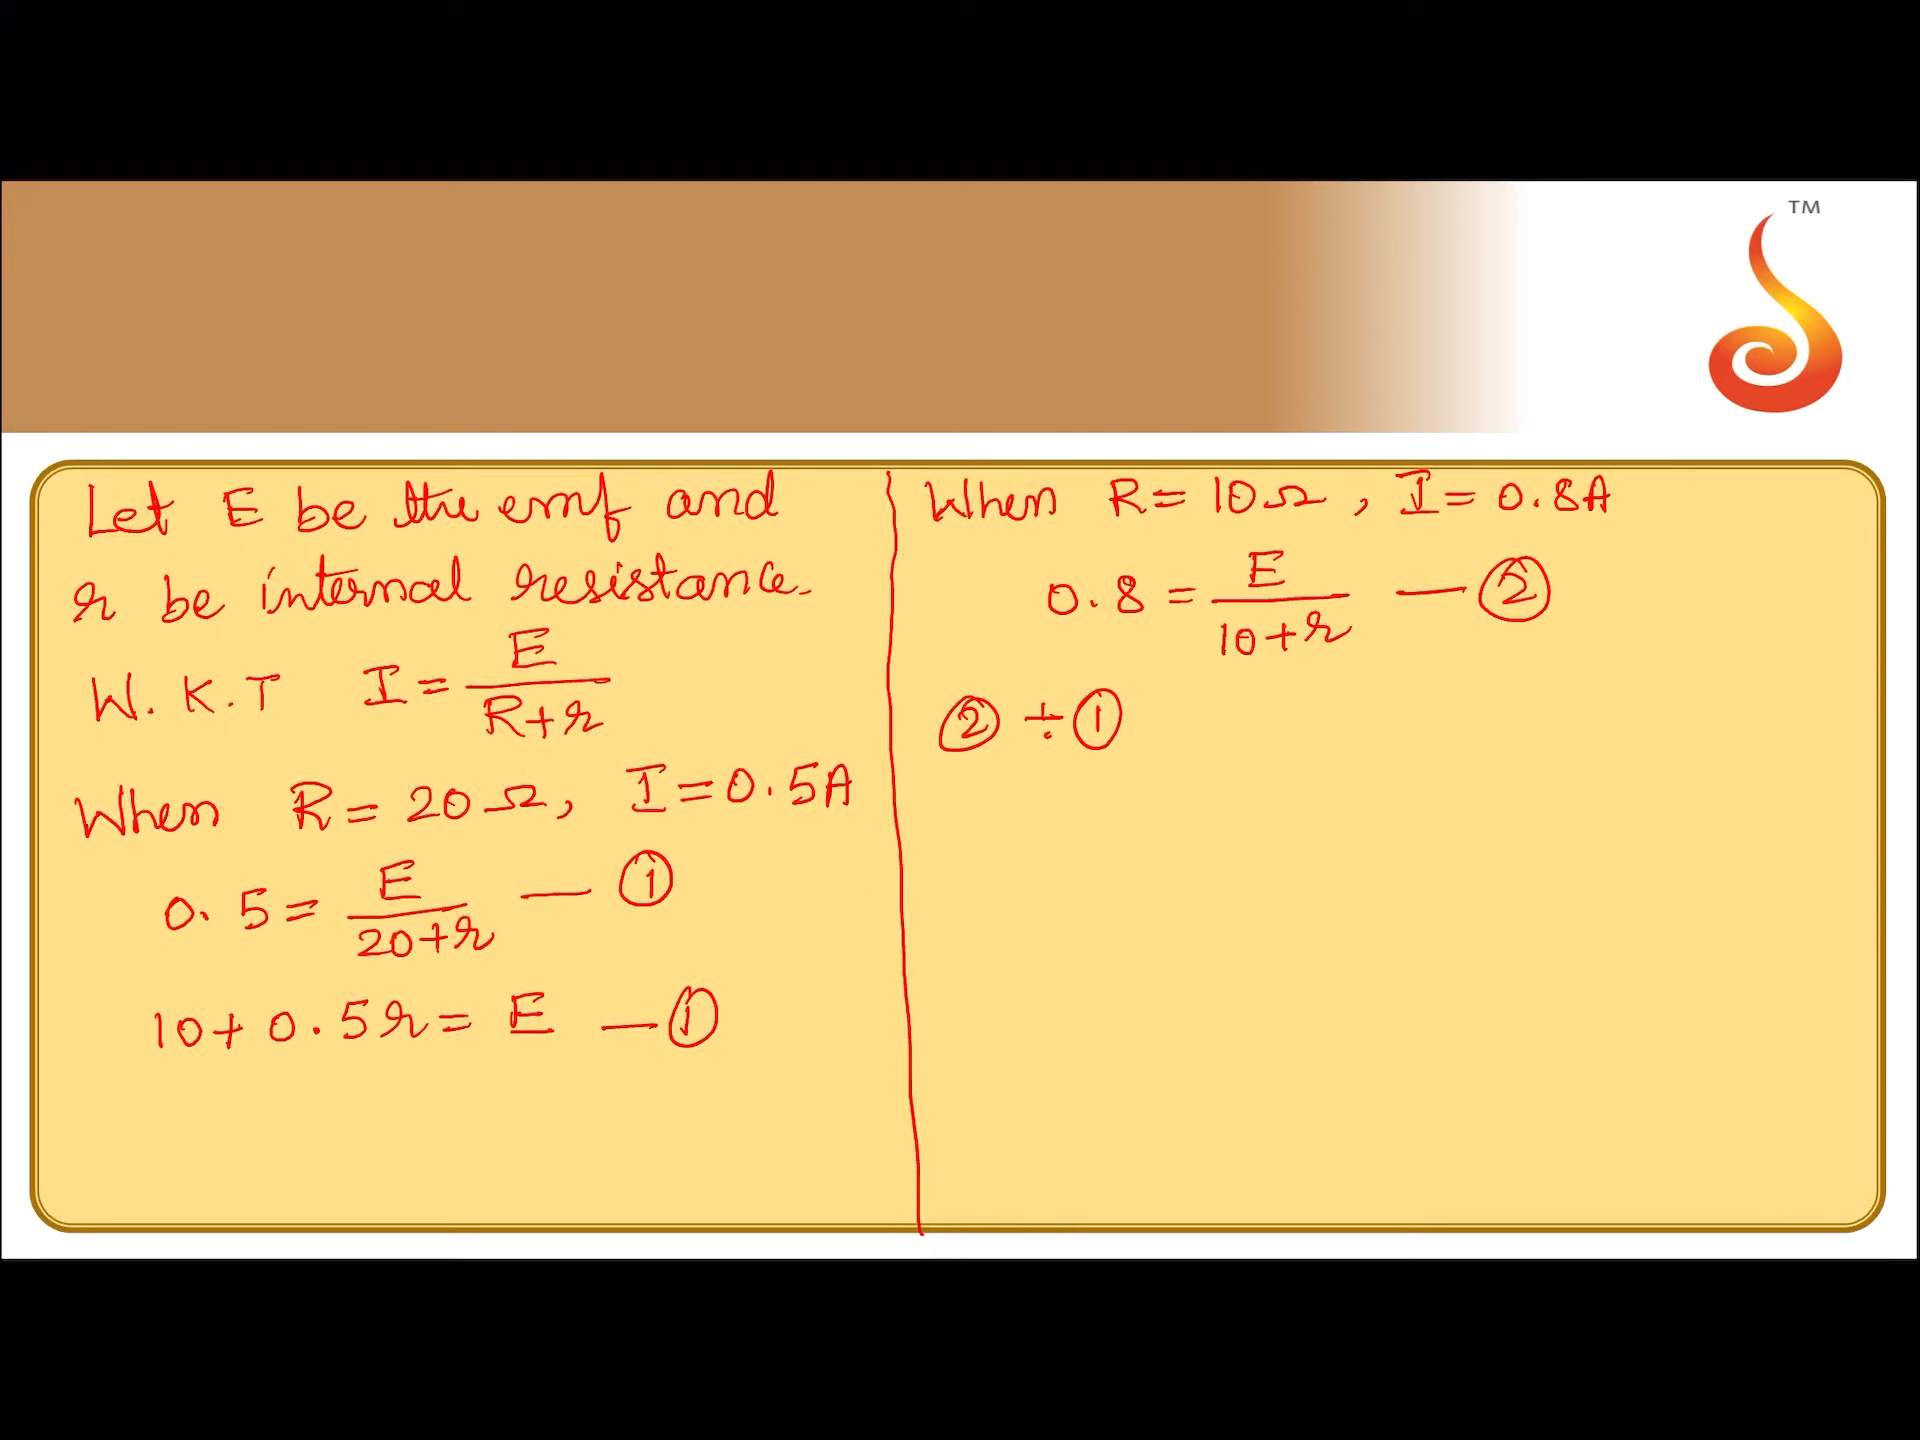 TM
Let E be the emf and
r be internal resistance.
W.K.T I = E/(R+r)
When R = 20Ω, I = 0.5A
0.5 = E/(20+r) — ①
10 + 0.5r = E — ①
When R = 10Ω, I = 0.8A
0.8 = E/(10+r) — ②
② ÷ ①